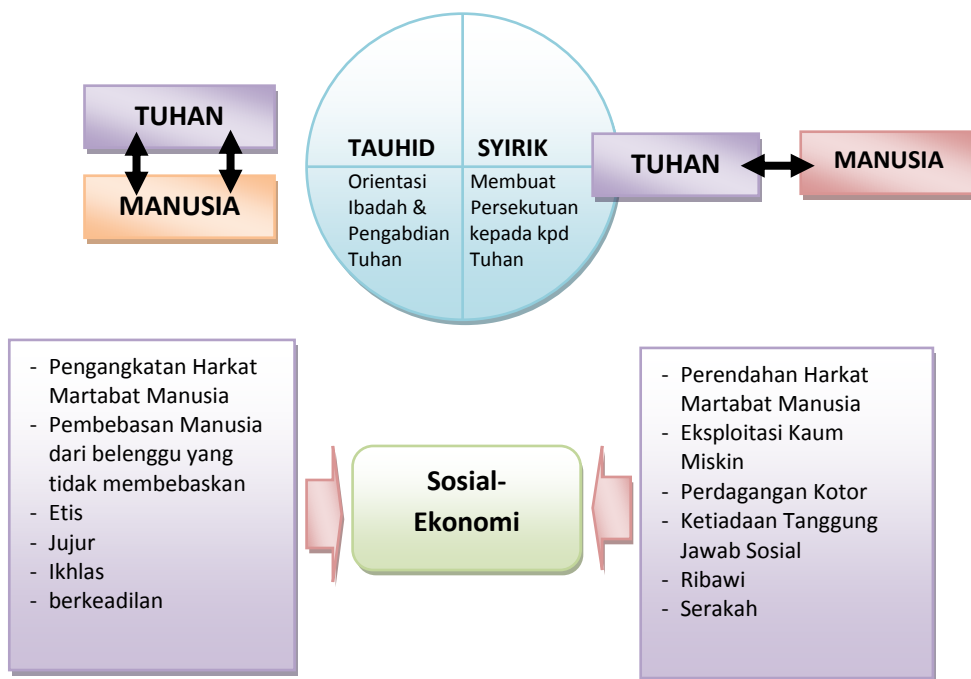 TUHAN
MANUSIA
TAUHID
Orientasi
Ibadah &
Pengabdian
Tuhan
SYIRIK
Membuat
Persekutuan
kepada kpd
Tuhan
TUHAN
MANUSIA
- Pengangkatan Harkat
Martabat Manusia
- Pembebasan Manusia
dari belenggu yang
tidak membebaskan
- Etis
- Jujur
- Ikhlas
- berkeadilan
Sosial-
Ekonomi
- Perendahan Harkat
Martabat Manusia
- Eksploitasi Kaum
Miskin
- Perdagangan Kotor
- Ketiadaan Tanggung
Jawab Sosial
- Ribawi
- Serakah